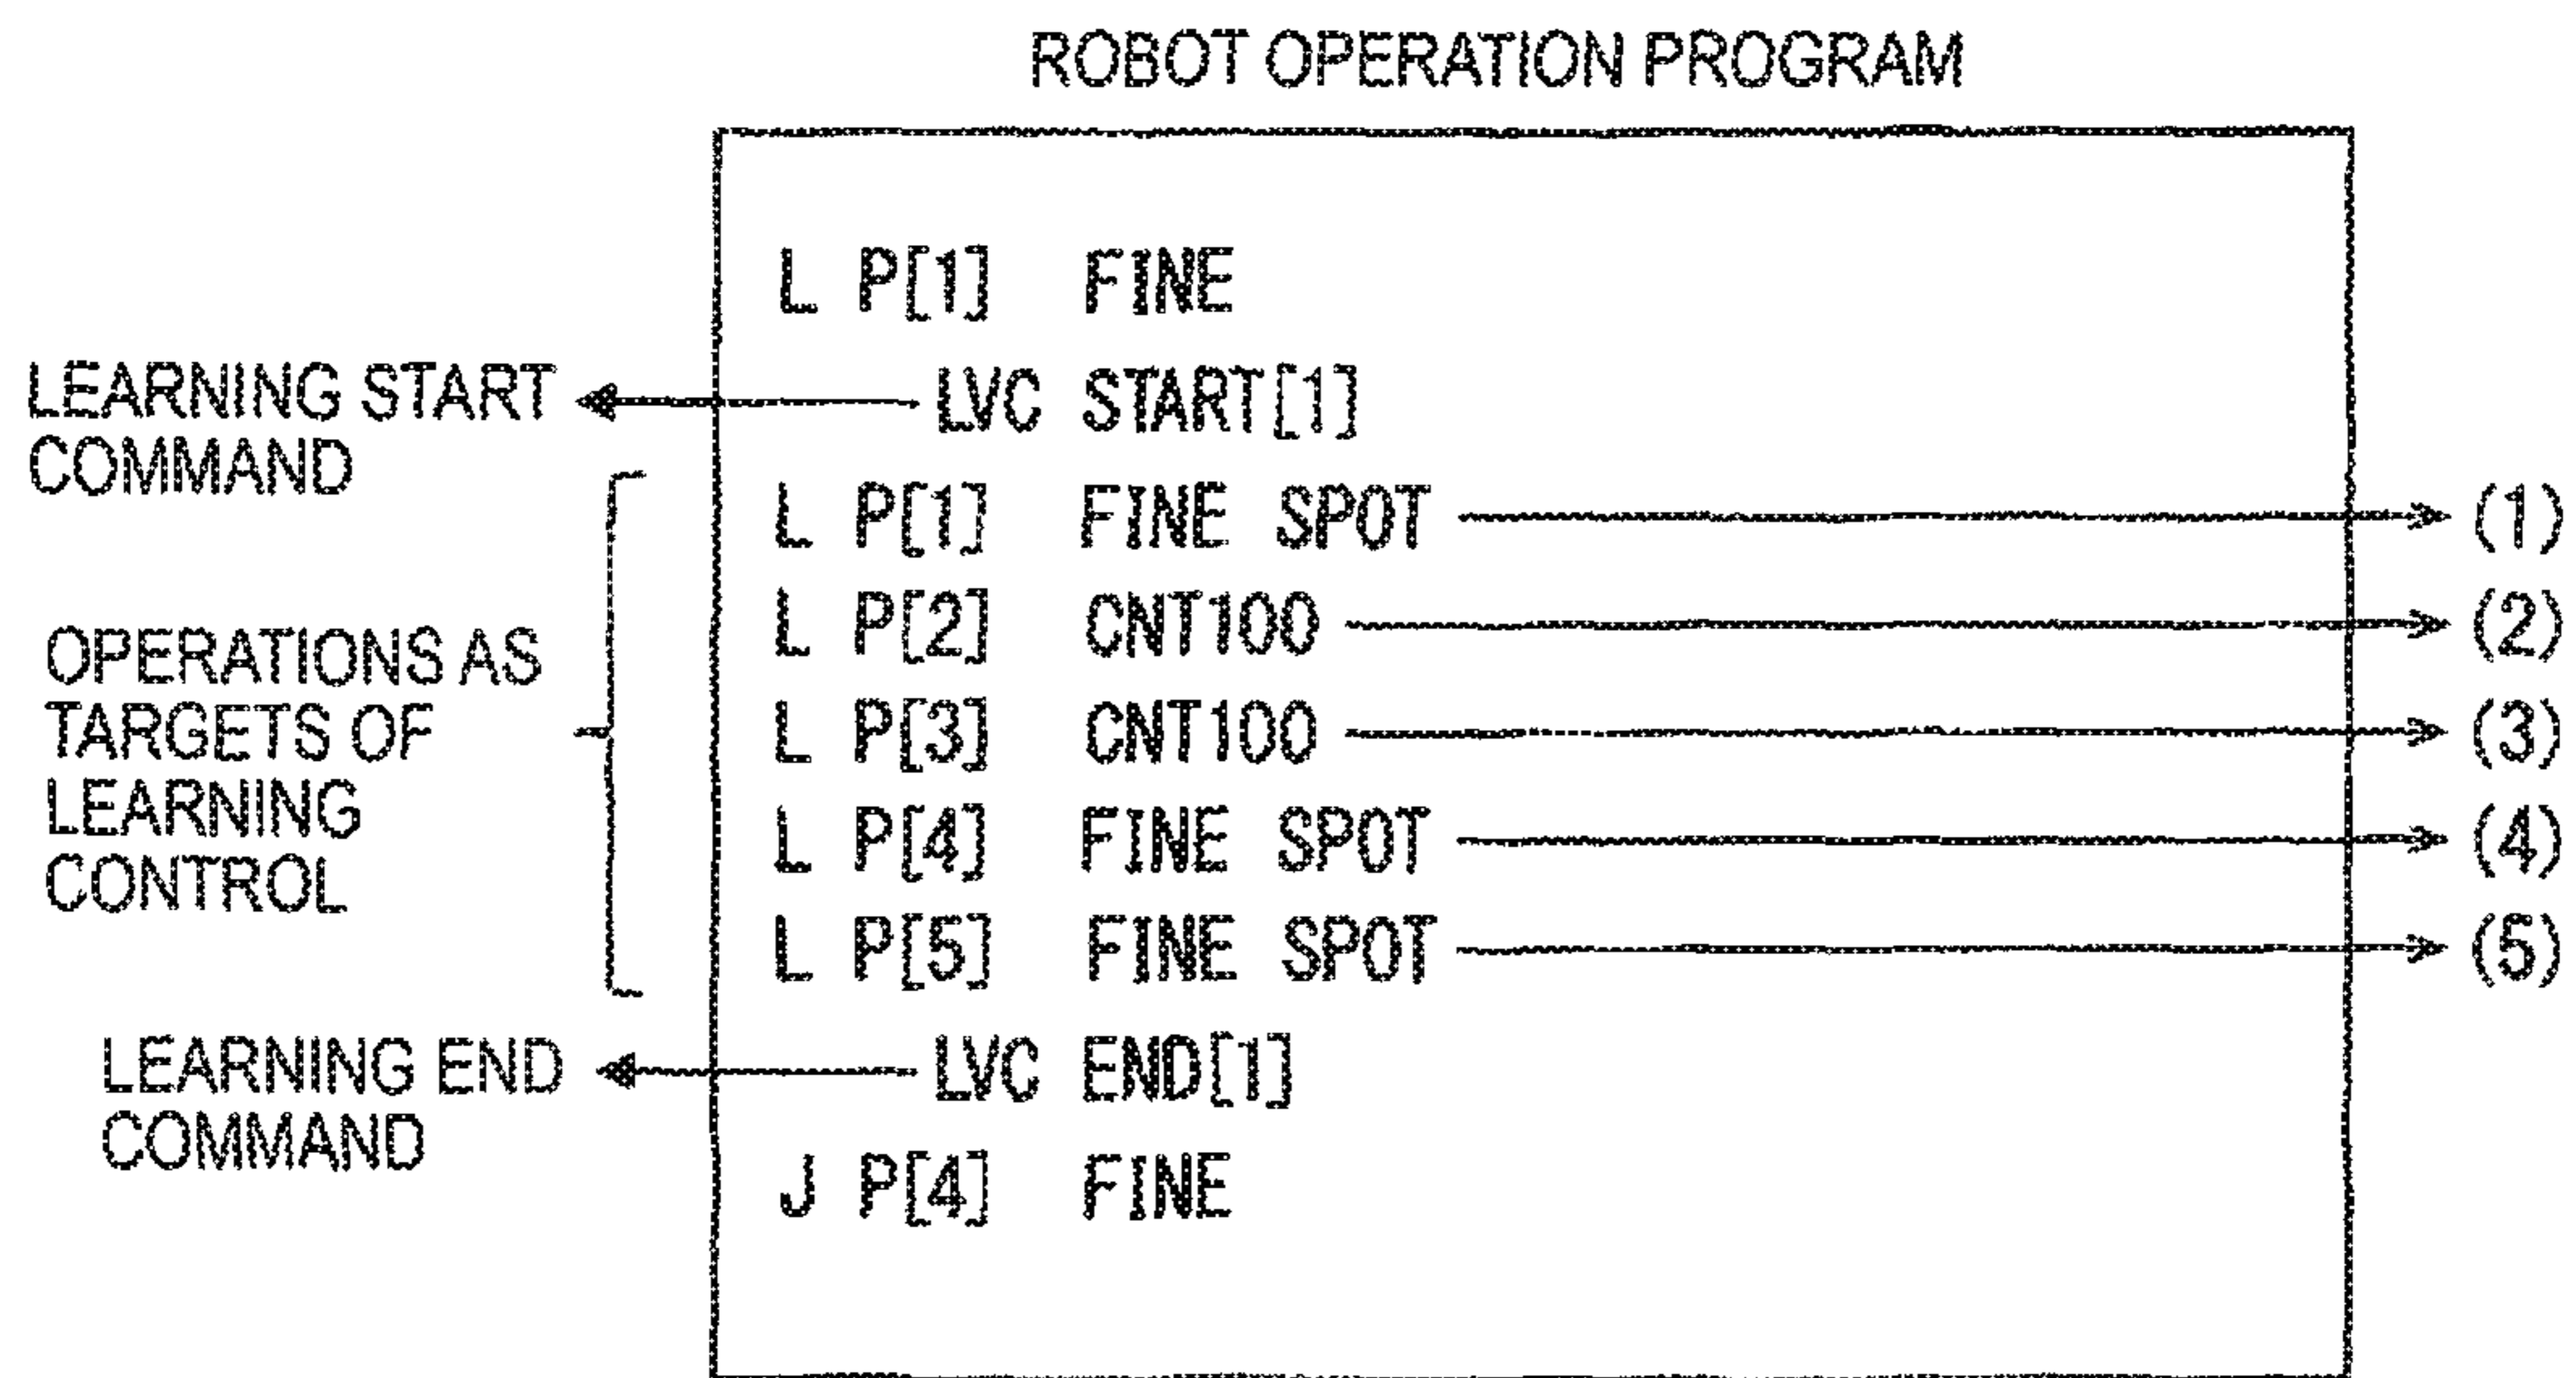 ROBOT OPERATION PROGRAM
L P[1] FINE
LEARNING START
COMMAND
LVC START[1]
OPERATIONS AS
TARGETS OF
LEARNING
CONTROL
L P[1] FINE SPOT (1)
L P[2] CNT100 (2)
L P[3] CNT100 (3)
L P[4] FINE SPOT (4)
L P[5] FINE SPOT (5)
LEARNING END
COMMAND
LVC END[1]
J P[4] FINE